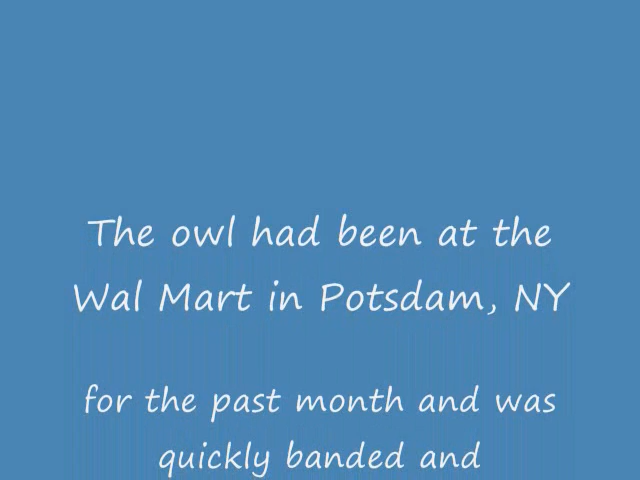 The owl had been at the
Wal Mart in Potsdam, NY
for the past month and was
quickly banded and